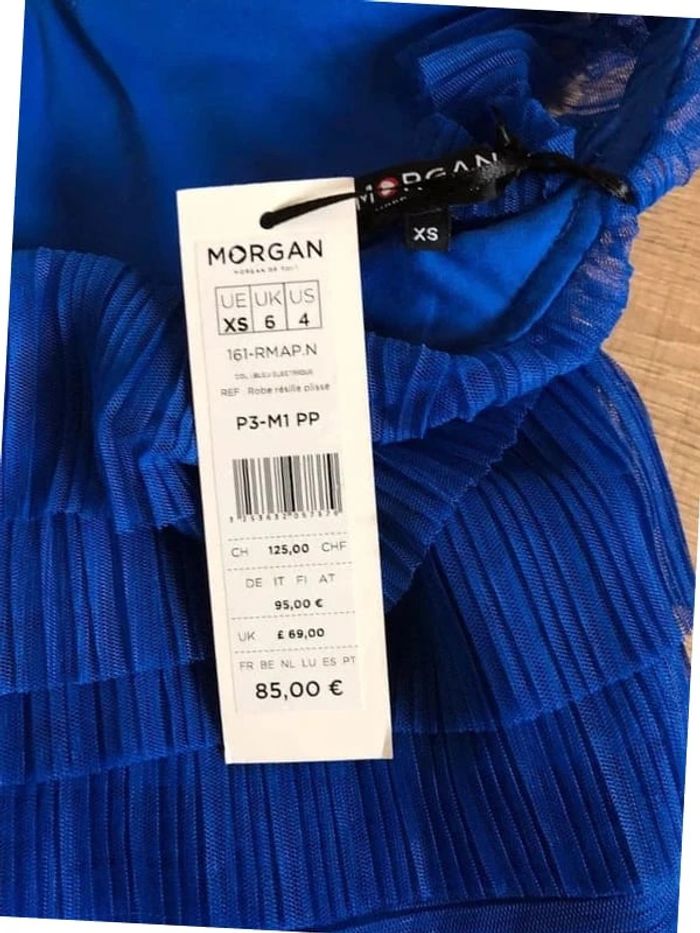 MORGAN
XS
MORGAN
MORGAN DE TOI
UE UK US
XS 6 4
161-RMAP.N
COL : BLEU ELECTRIQUE
REF Robe résille plisse
P3-M1 PP
CH 125,00 CHF
DE IT FI AT
95,00 €
UK £ 69,00
FR BE NL LU ES PT
85,00 €